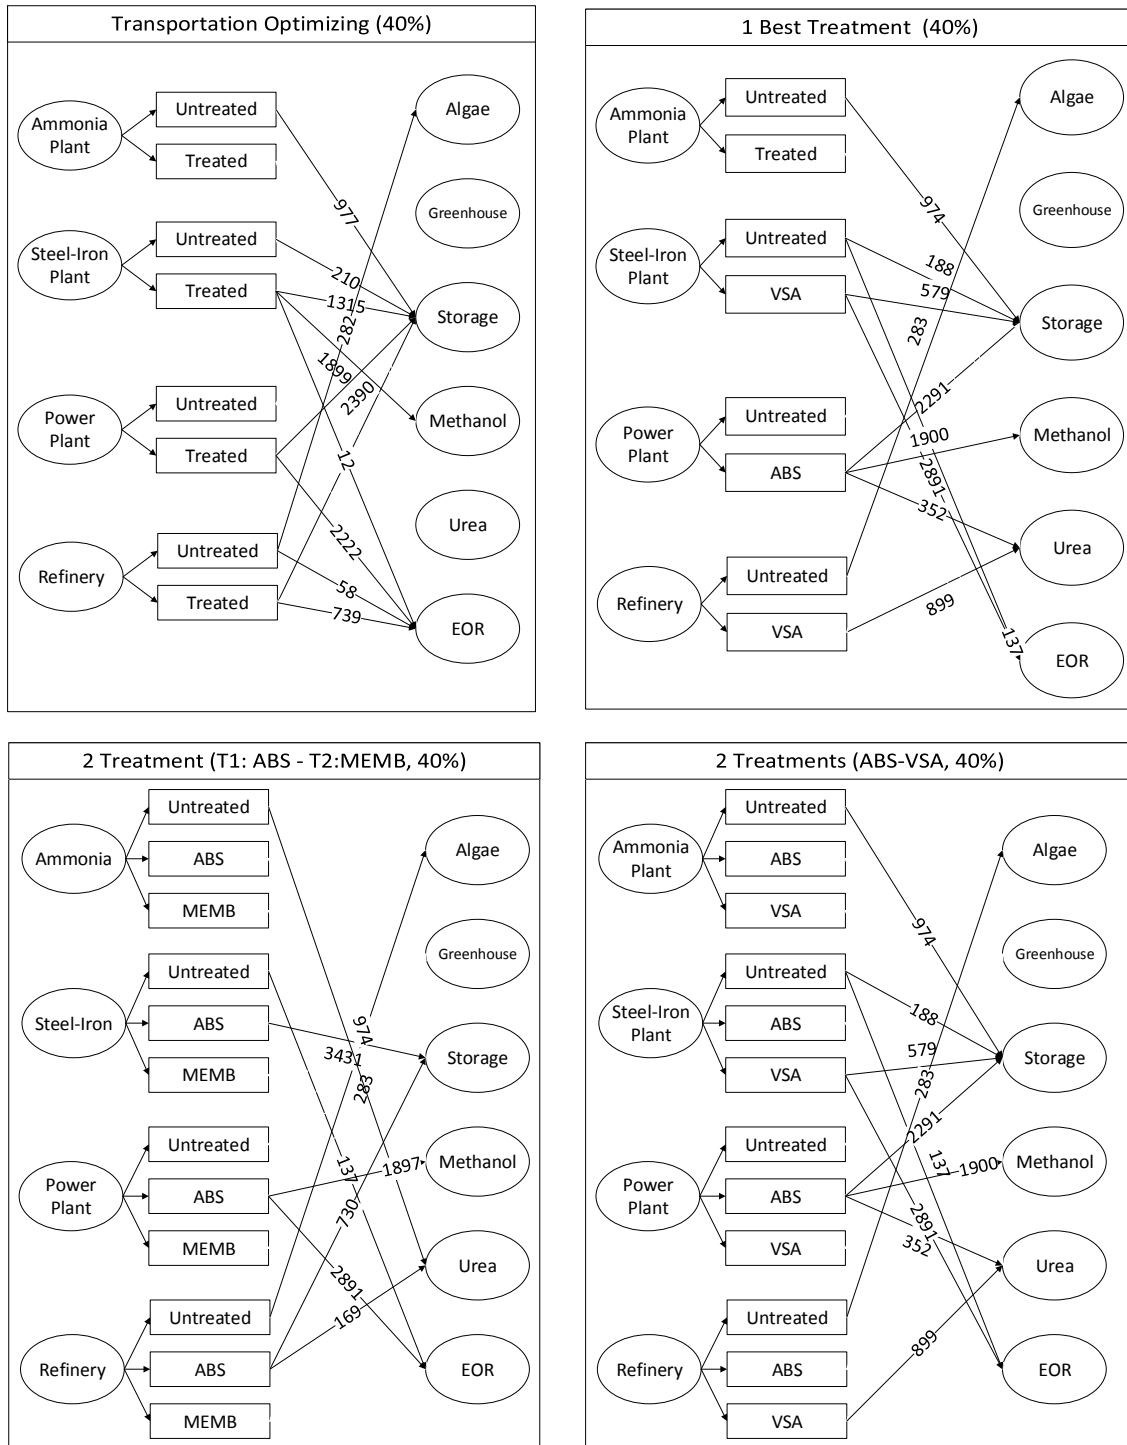 Transportation Optimizing (40%)
Ammonia
Plant
Untreated
Treated
Steel-Iron
Plant
Untreated
Treated
Power
Plant
Untreated
Treated
Refinery
Untreated
Treated
977
210
1315
282
1899
2390
12
2222
58
739
Algae
Greenhouse
Storage
Methanol
Urea
EOR
1 Best Treatment (40%)
Ammonia
Plant
Untreated
Treated
Steel-Iron
Plant
Untreated
VSA
Power
Plant
Untreated
ABS
Refinery
Untreated
VSA
974
188
579
283
2291
1900
2891
352
899
137
Algae
Greenhouse
Storage
Methanol
Urea
EOR
2 Treatment (T1: ABS - T2:MEMB, 40%)
Ammonia
Untreated
ABS
MEMB
Steel-Iron
Untreated
ABS
MEMB
Power
Plant
Untreated
ABS
MEMB
Refinery
Untreated
ABS
MEMB
974
3431
283
137
1897
730
2891
169
Algae
Greenhouse
Storage
Methanol
Urea
EOR
2 Treatments (ABS-VSA, 40%)
Ammonia
Plant
Untreated
ABS
VSA
Steel-Iron
Plant
Untreated
ABS
VSA
Power
Plant
Untreated
ABS
VSA
Refinery
Untreated
ABS
VSA
974
188
579
283
2291
137
1900
2891
352
899
Algae
Greenhouse
Storage
Methanol
Urea
EOR